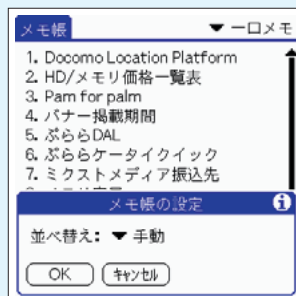 メモ帳 ▼ 一口メモ
1. Docomo Location Platform
2. HD/メモリ価格一覧表
3. Pam for palm
4. バナー掲載期間
5. ぷららDAL
6. ぷららケータイクイック
7. ミクストメディア振込先
メモ帳の設定
並べ替え: ▼ 手動
OK キャンセル